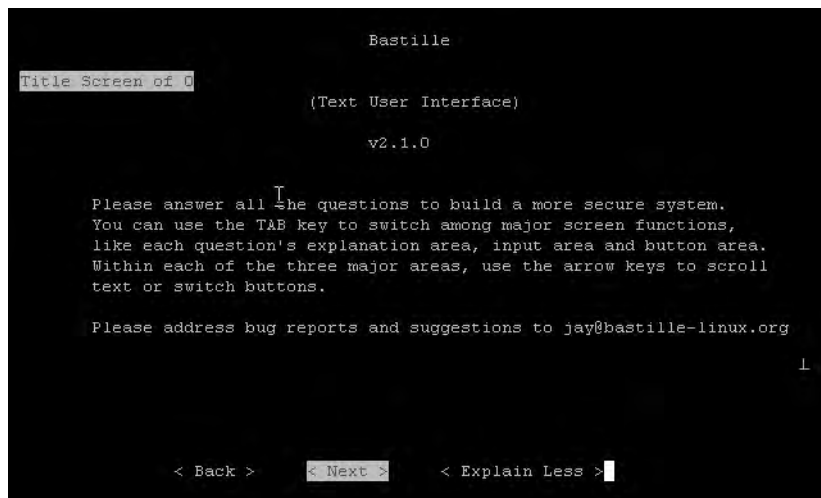 Bastille
Title Screen of 0
(Text User Interface)
v2.1.0
Please answer all the questions to build a more secure system.
You can use the TAB key to switch among major screen functions,
like each question's explanation area, input area and button area.
Within each of the three major areas, use the arrow keys to scroll
text or switch buttons.
Please address bug reports and suggestions to jay@bastille-linux.org
< Back > < Next > < Explain Less >